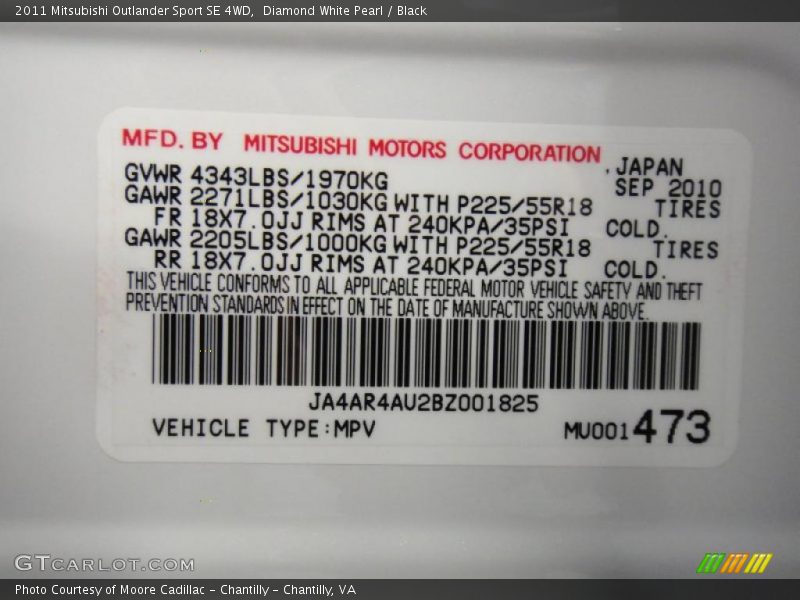 2011 Mitsubishi Outlander Sport SE 4WD,  Diamond White Pearl / Black
MFD. BY MITSUBISHI MOTORS CORPORATION , JAPAN
GVWR 4343LBS/1970KG SEP 2010
GAWR 2271LBS/1030KG WITH P225/55R18 TIRES
FR 18X7.0JJ RIMS AT 240KPA/35PSI COLD.
GAWR 2205LBS/1000KG WITH P225/55R18 TIRES
RR 18X7.0JJ RIMS AT 240KPA/35PSI COLD.
THIS VEHICLE CONFORMS TO ALL APPLICABLE FEDERAL MOTOR VEHICLE SAFETY AND THEFT
PREVENTION STANDARDS IN EFFECT ON THE DATE OF MANUFACTURE SHOWN ABOVE.
JA4AR4AU2BZ001825
VEHICLE TYPE:MPV MU001473
GTCARLOT.COM
Photo Courtesy of Moore Cadillac – Chantilly – Chantilly, VA